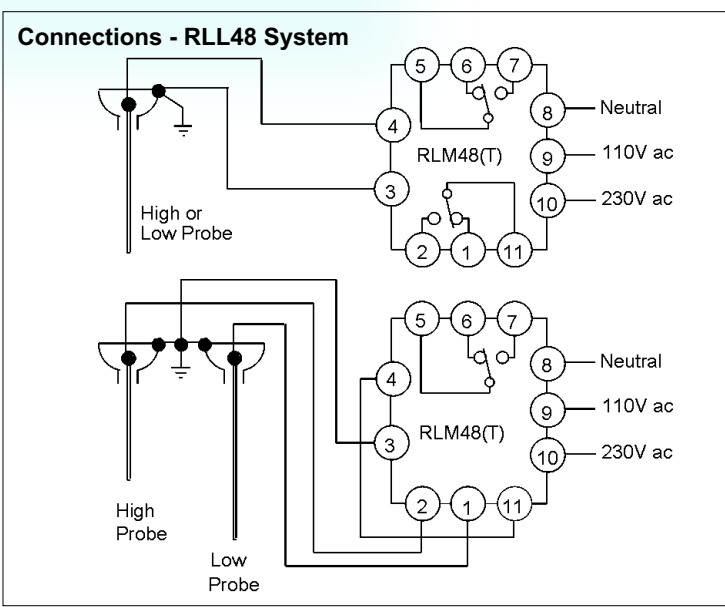 Connections - RLL48 System
5 6 7
4
8 Neutral
RLM48(T)
9 110V ac
3
10 230V ac
High or
Low Probe
2 1 11
5 6 7
4
8 Neutral
9 110V ac
RLM48(T)
3
10 230V ac
2 1 11
High
Probe
Low
Probe